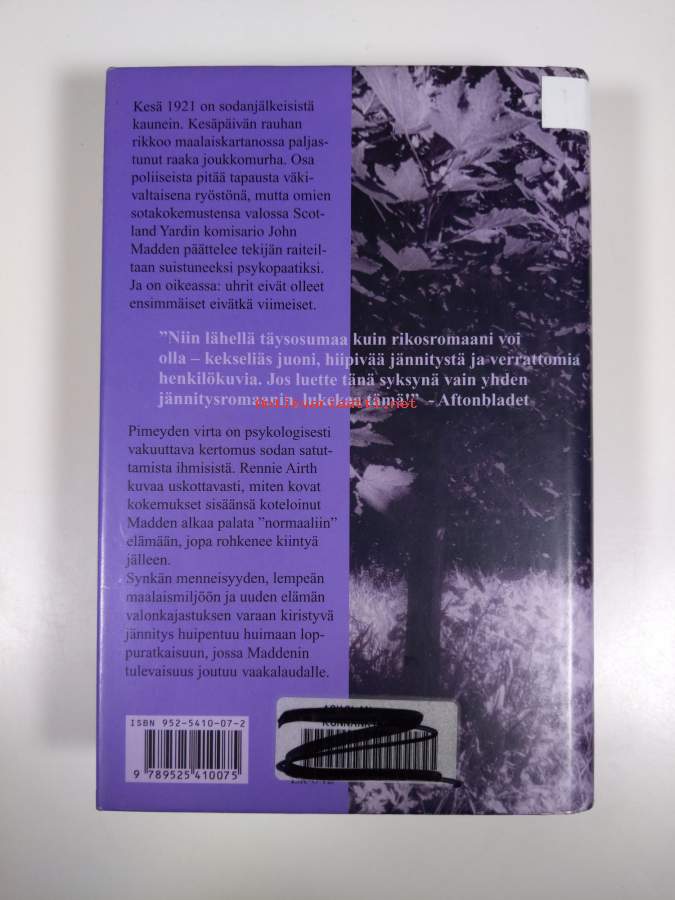 Kesä 1921 on sodanjälkeisistä
kaunein. Kesäpäivän rauhan
rikkoo maalaiskartanossa paljas-
tunut raaka joukkomurha. Osa
poliiseista pitää tapausta väki-
valtaisena ryöstönä, mutta omien
sotakokemustensa valossa Scot-
land Yardin komisario John
Madden päättelee tekijän raiteil-
taan suistuneeksi psykopaatiksi.
Ja on oikeassa: uhrit eivät olleet
ensimmäiset eivätkä viimeiset.
”Niin lähellä täysosumaa kuin rikosromaani voi
olla – kekseliäs juoni, hiipivää jännitystä ja verrattomia
henkilökuvia. Jos luette tänä syksynä vain yhden
jännitysromaanin, lukekaa tämä!” - Aftonbladet
Pimeyden virta on psykologisesti
vakuuttava kertomus sodan satut-
tamista ihmisistä. Rennie Airth
kuvaa uskottavasti, miten kovat
kokemukset sisäänsä koteloinut
Madden alkaa palata ”normaaliin”
elämään, jopa rohkenee kiintyä
jälleen.
Synkän menneisyyden, lempeän
maalaismiljöön ja uuden elämän
valonkajastuksen varaan kiristyvä
jännitys huipentuu huimaan lop-
puratkaisuun, jossa Maddenin
tulevaisuus joutuu vaakalaudalle.
ISBN 952-5410-07-2
9 789525 410075